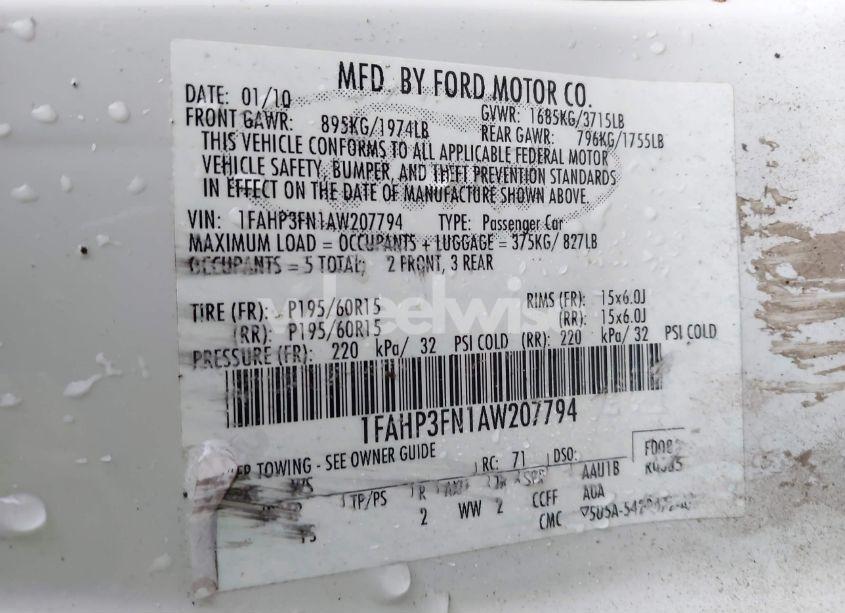 MFD. BY FORD MOTOR CO.
DATE: 01/10
GVWR: 1685KG/3715LB
FRONT GAWR: 895KG/1974LB
REAR GAWR: 796KG/1755LB
THIS VEHICLE CONFORMS TO ALL APPLICABLE FEDERAL MOTOR
VEHICLE SAFETY, BUMPER, AND THEFT PREVENTION STANDARDS
IN EFFECT ON THE DATE OF MANUFACTURE SHOWN ABOVE.
VIN: 1FAHP3FN1AW207794 TYPE: Passenger Car
MAXIMUM LOAD = OCCUPANTS + LUGGAGE = 375KG/ 827LB
OCCUPANTS = 5 TOTAL; 2 FRONT, 3 REAR
TIRE (FR): P195/60R15 RIMS (FR): 15x6.0J
(RR): P195/60R15 (RR): 15x6.0J
PRESSURE (FR): 220 kPa/ 32 PSI COLD (RR): 220 kPa/ 32 PSI COLD
1FAHP3FN1AW207794
TOWING - SEE OWNER GUIDE RC: 71 DSO:
WS TP/PS R SPR AAU1B
2 WW 2 CCFF AOA
CMC